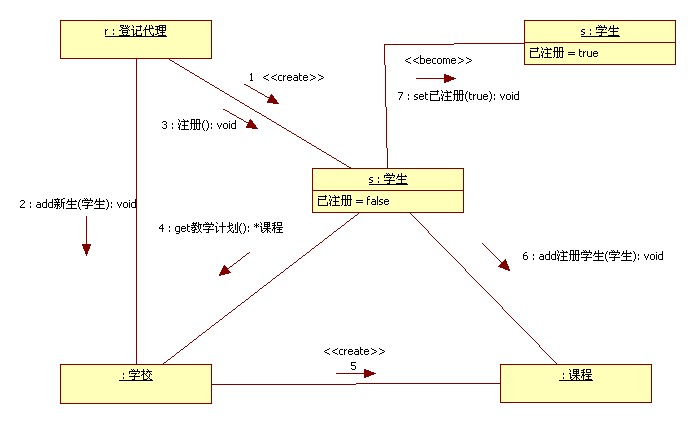 r : 登记代理
s : 学生
已注册 = true
<<become>>
1 <<create>>
7 : set已注册(true): void
3 : 注册(): void
s : 学生
已注册 = false
2 : add新生(学生): void
4 : get教学计划(): *课程
6 : add注册学生(学生): void
<<create>>
5
: 学校
: 课程